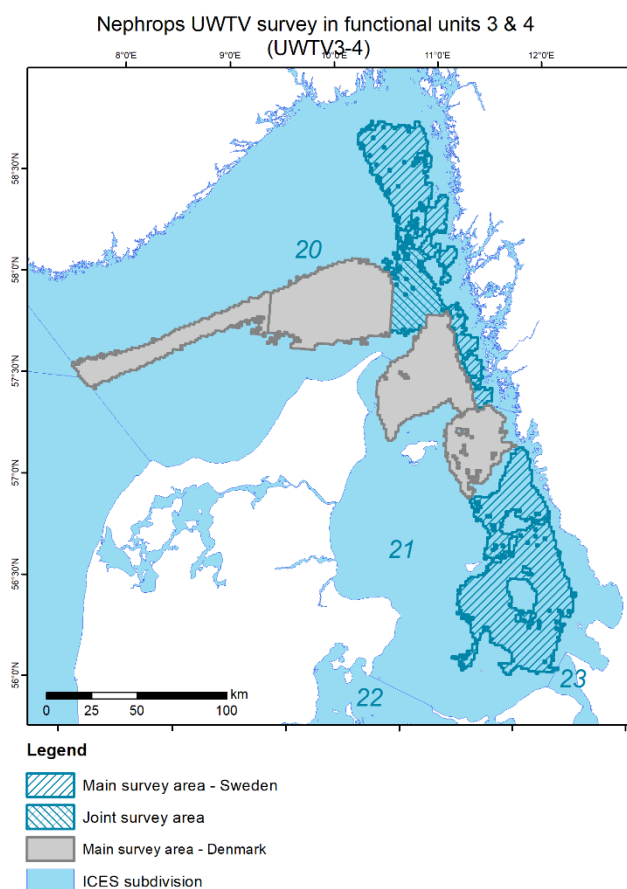 Nephrops UWTV survey in functional units 3 & 4
(UWTV3-4)
8°0'E 9°0'E 10°0'E 11°0'E 12°0'E
58°30'N
20
58°0'N
57°30'N
57°0'N
21
56°30'N
56°0'N
22
23
km
0 25 50 100
Legend
Main survey area - Sweden
Joint survey area
Main survey area - Denmark
ICES subdivision